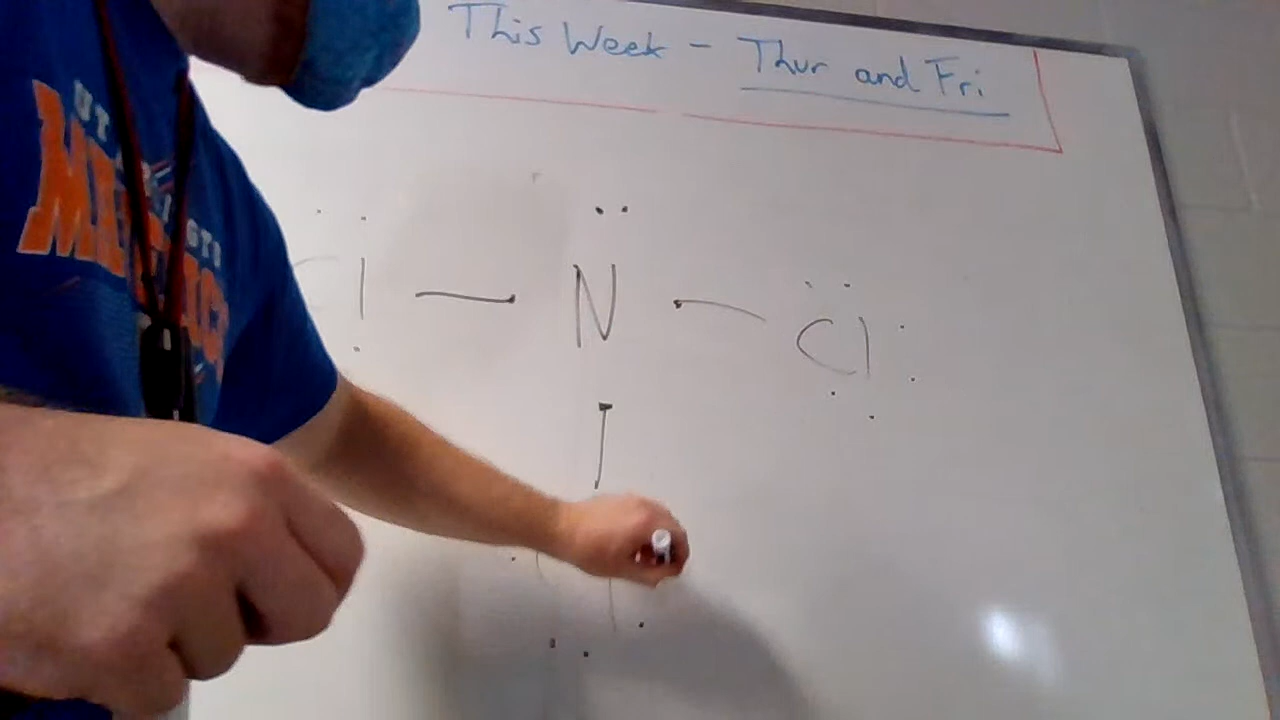 This Week - Thur and Fri
Cl — N — Cl